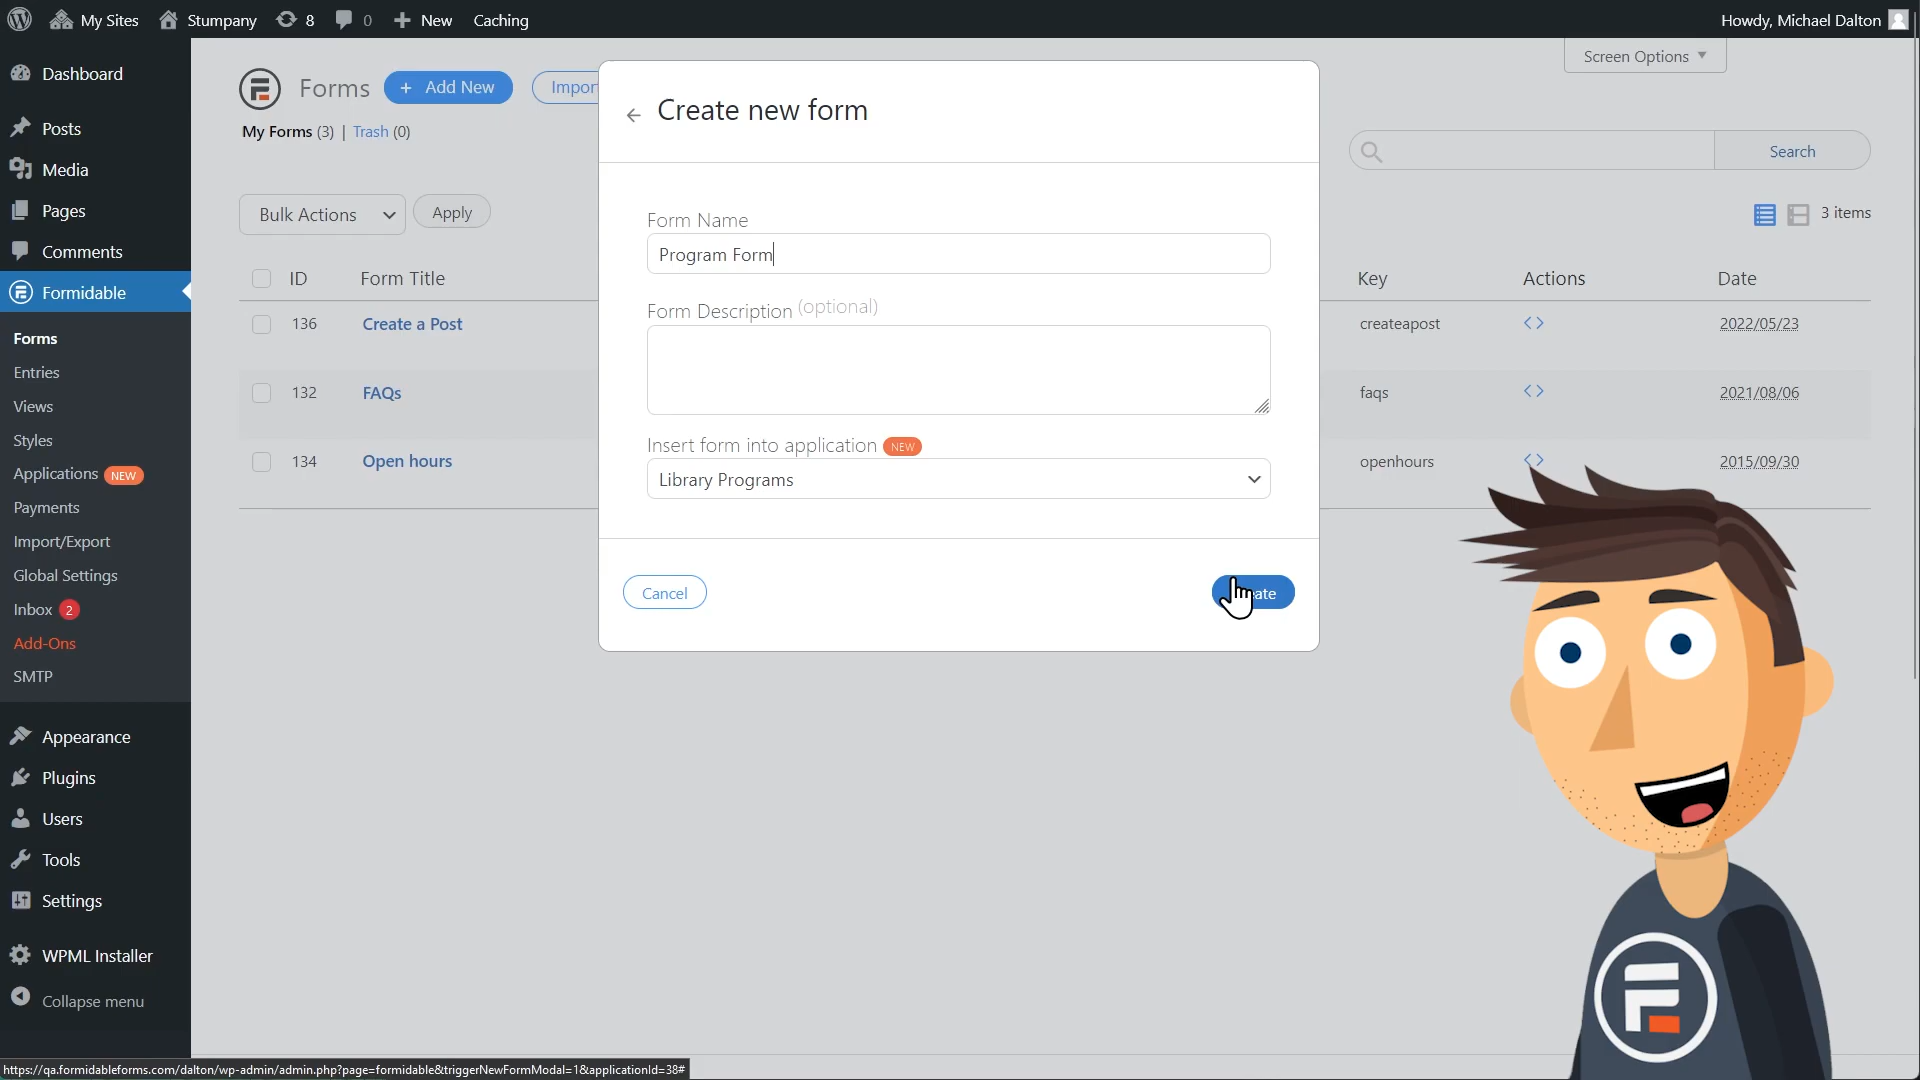 My Sites Stumpany 8 0 New Caching Howdy, Michael Dalton
Screen Options
Dashboard
Posts
Media
Pages
Comments
Formidable
Forms
Entries
Views
Styles
Applications NEW
Payments
Import/Export
Global Settings
Inbox 2
Add-Ons
SMTP
Appearance
Plugins
Users
Tools
Settings
WPML Installer
Collapse menu
Forms + Add New Import
My Forms (3) | Trash (0)
Search
Bulk Actions Apply
3 items
ID Form Title Key Actions Date
136 Create a Post createapost 2022/05/23
132 FAQs faqs 2021/08/06
134 Open hours openhours 2015/09/30
Create new form
Form Name
Program Form
Form Description (optional)
Insert form into application NEW
Library Programs
Cancel
https://qa.formidableforms.com/dalton/wp-admin/admin.php?page=formidable&triggerNewFormModal=1&applicationId=38#